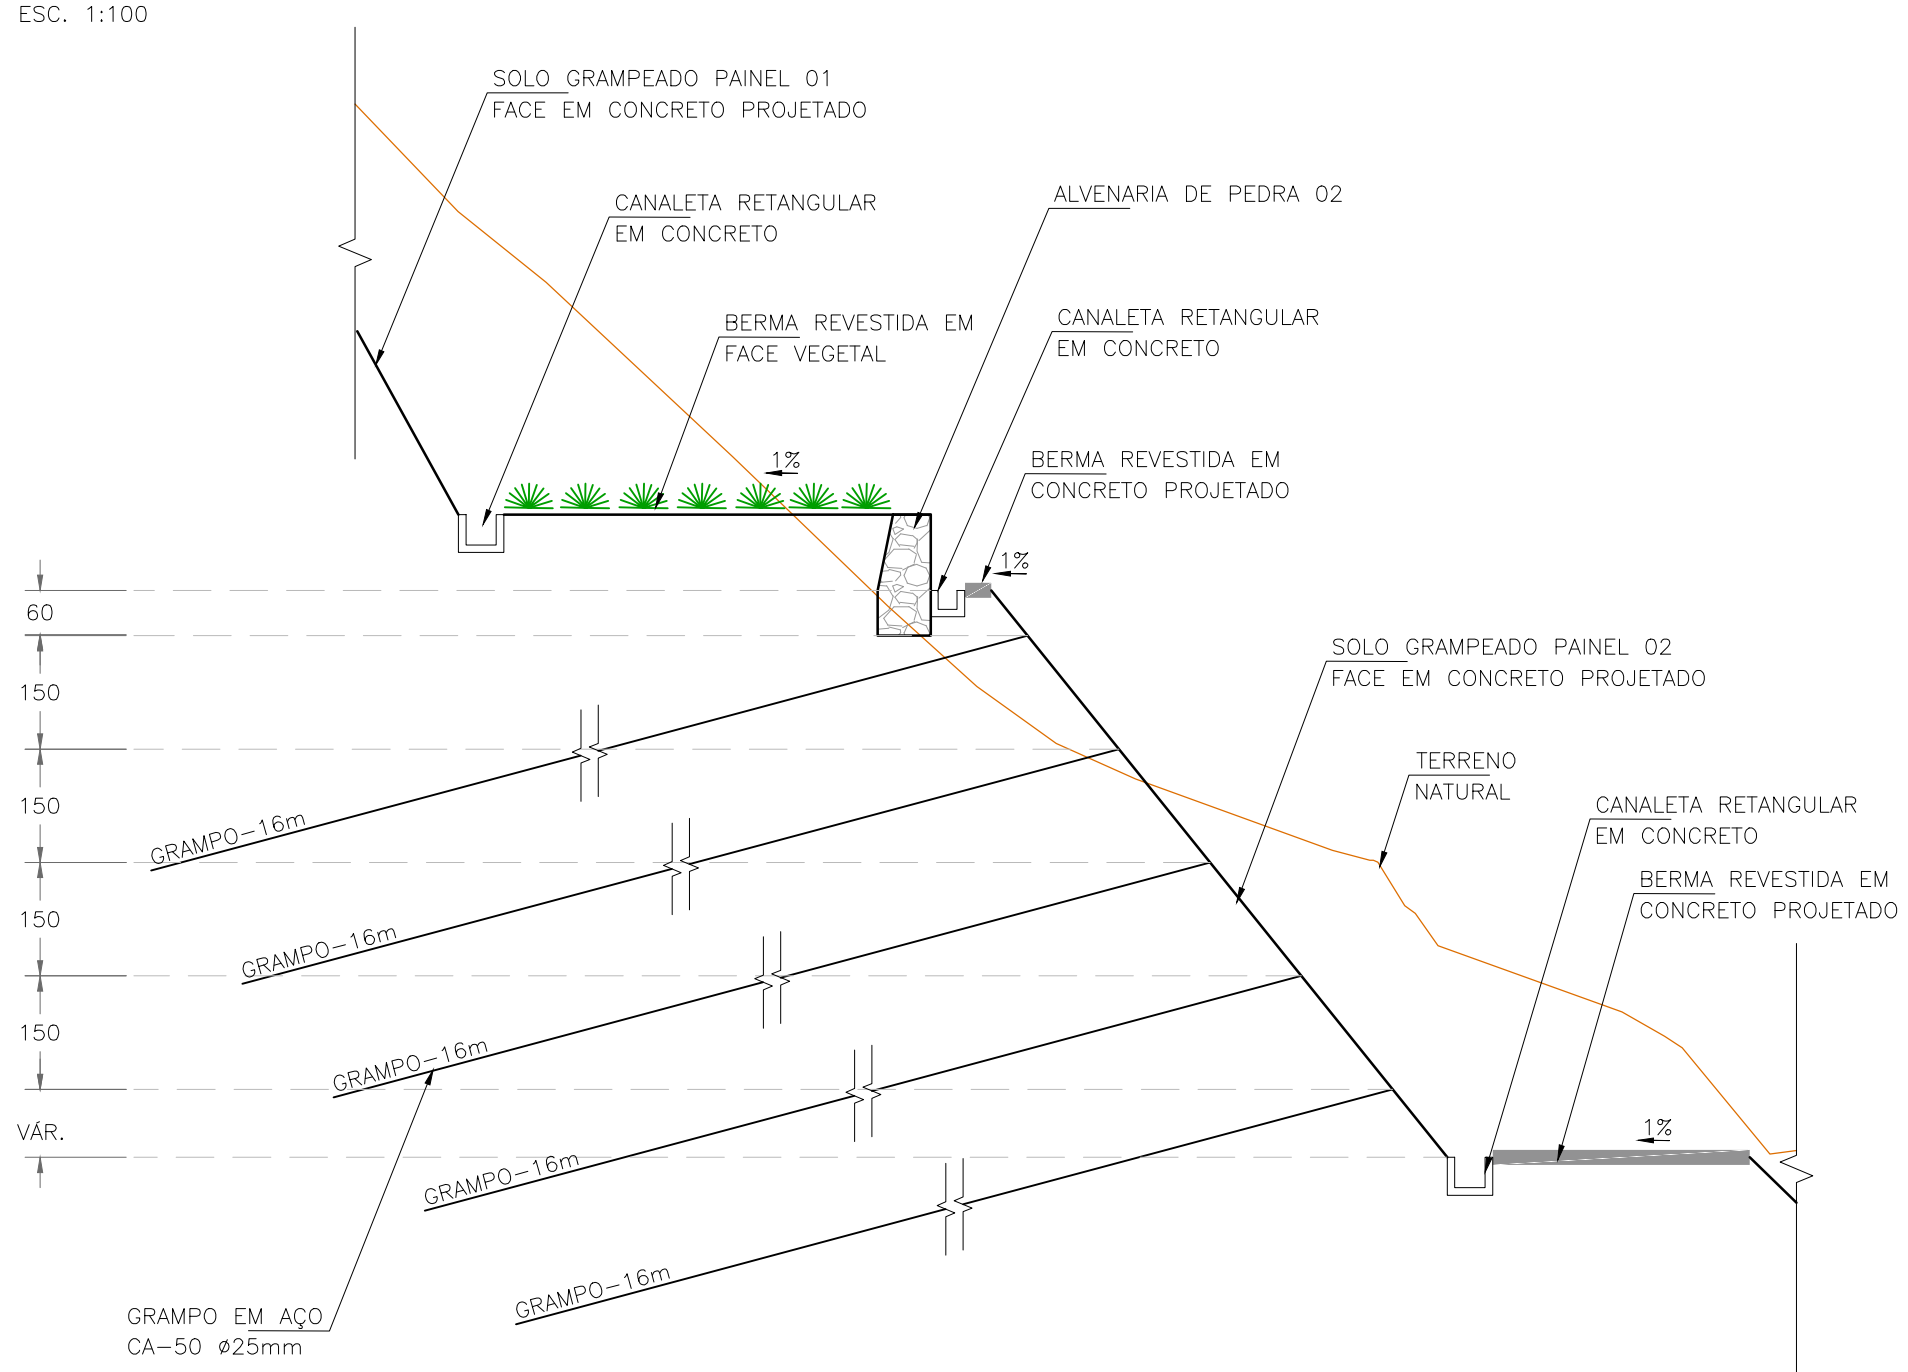 ESC. 1:100
SOLO GRAMPEADO PAINEL 01
FACE EM CONCRETO PROJETADO
CANALETA RETANGULAR
EM CONCRETO
ALVENARIA DE PEDRA 02
BERMA REVESTIDA EM
FACE VEGETAL
CANALETA RETANGULAR
EM CONCRETO
1%
BERMA REVESTIDA EM
CONCRETO PROJETADO
1%
60
SOLO GRAMPEADO PAINEL 02
FACE EM CONCRETO PROJETADO
150
TERRENO
NATURAL
150
CANALETA RETANGULAR
EM CONCRETO
GRAMPO-16m
BERMA REVESTIDA EM
CONCRETO PROJETADO
150
GRAMPO-16m
150
GRAMPO-16m
VÁR.
1%
GRAMPO-16m
GRAMPO-16m
GRAMPO EM AÇO
CA-50 ø25mm